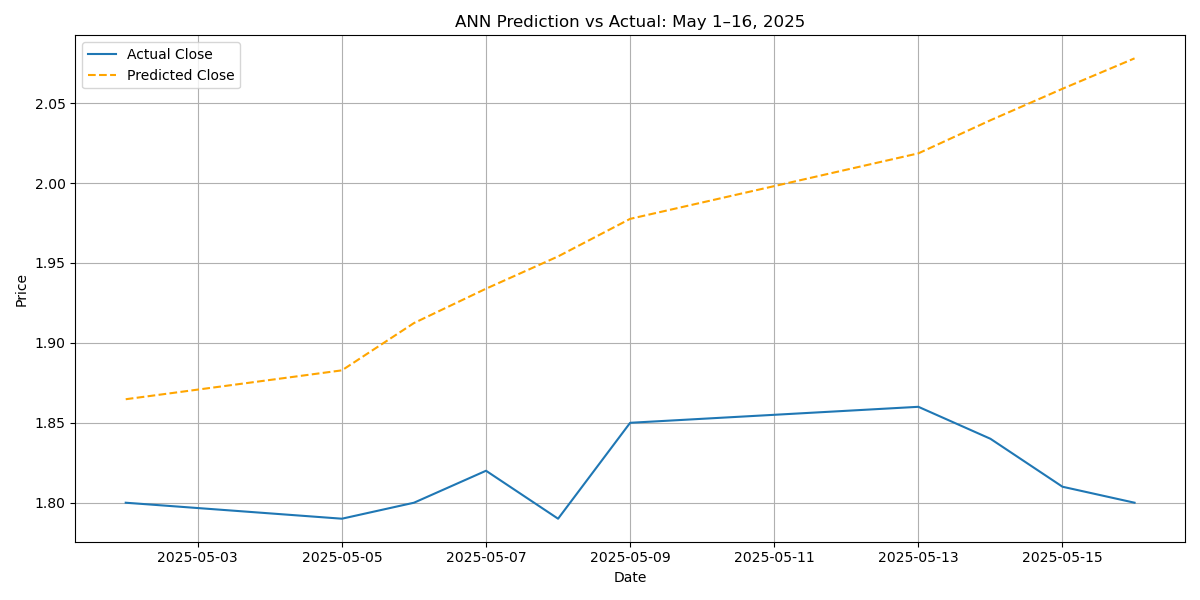 ANN Prediction vs Actual: May 1–16, 2025
Actual Close
Predicted Close
Price
2.05
2.00
1.95
1.90
1.85
1.80
2025-05-03
2025-05-05
2025-05-07
2025-05-09
2025-05-11
2025-05-13
2025-05-15
Date